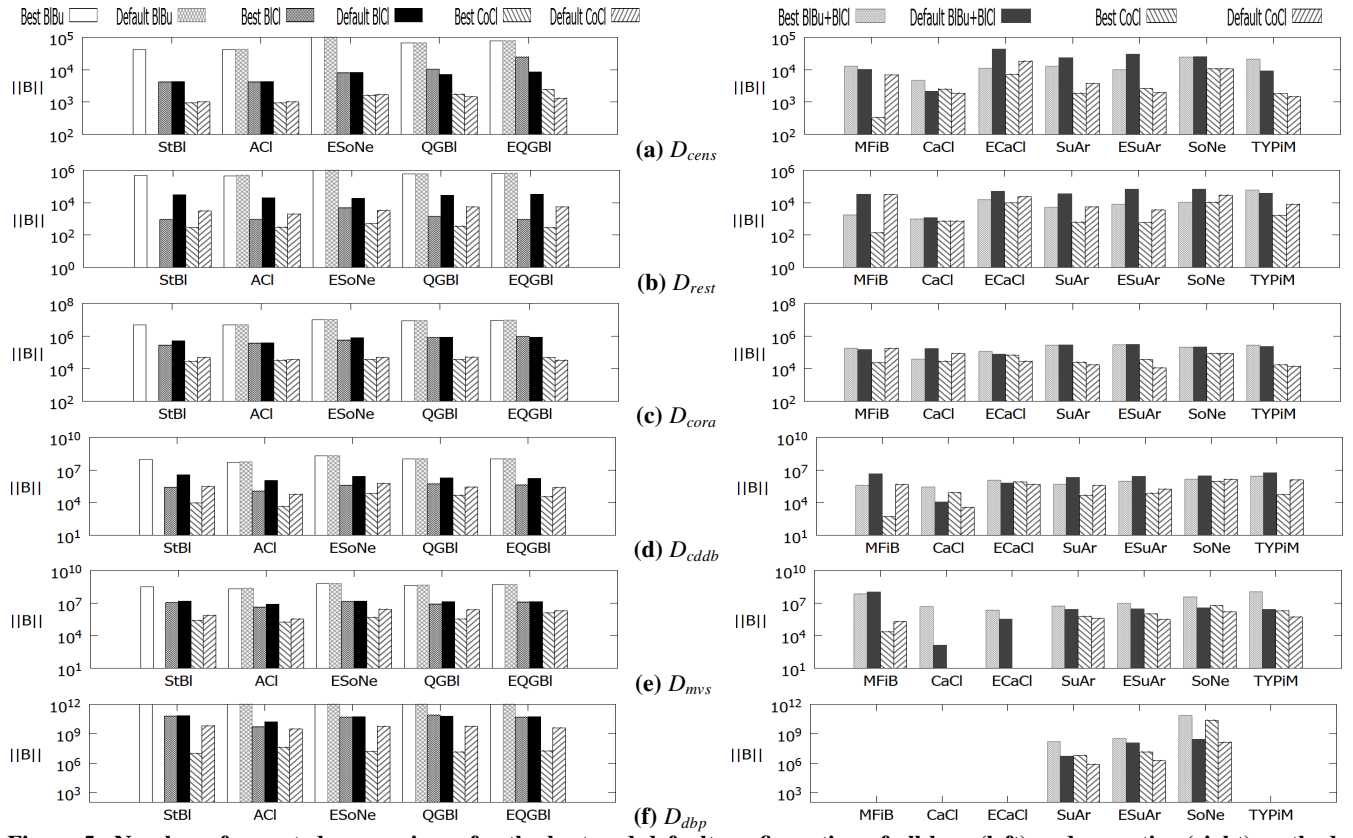 Best BlBu Default BlBu Best BlCl Default BlCl Best CoCl Default CoCl
Best BlBu+BlCl Default BlBu+BlCl Best CoCl Default CoCl
||B||
10^5
10^4
10^3
10^2
StBl ACl ESoNe QGBl EQGBl
||B||
10^5
10^4
10^3
10^2
MFiB CaCl ECaCl SuAr ESuAr SoNe TYPiM
(a) D_cens
||B||
10^6
10^4
10^2
10^0
StBl ACl ESoNe QGBl EQGBl
||B||
10^6
10^4
10^2
10^0
MFiB CaCl ECaCl SuAr ESuAr SoNe TYPiM
(b) D_rest
||B||
10^8
10^6
10^4
10^2
StBl ACl ESoNe QGBl EQGBl
||B||
10^8
10^6
10^4
10^2
MFiB CaCl ECaCl SuAr ESuAr SoNe TYPiM
(c) D_cora
||B||
10^10
10^7
10^4
10^1
StBl ACl ESoNe QGBl EQGBl
||B||
10^10
10^7
10^4
10^1
MFiB CaCl ECaCl SuAr ESuAr SoNe TYPiM
(d) D_cddb
||B||
10^10
10^7
10^4
10^1
StBl ACl ESoNe QGBl EQGBl
||B||
10^10
10^7
10^4
10^1
MFiB CaCl ECaCl SuAr ESuAr SoNe TYPiM
(e) D_mvs
||B||
10^12
10^9
10^6
10^3
StBl ACl ESoNe QGBl EQGBl
||B||
10^12
10^9
10^6
10^3
MFiB CaCl ECaCl SuAr ESuAr SoNe TYPiM
(f) D_dbp